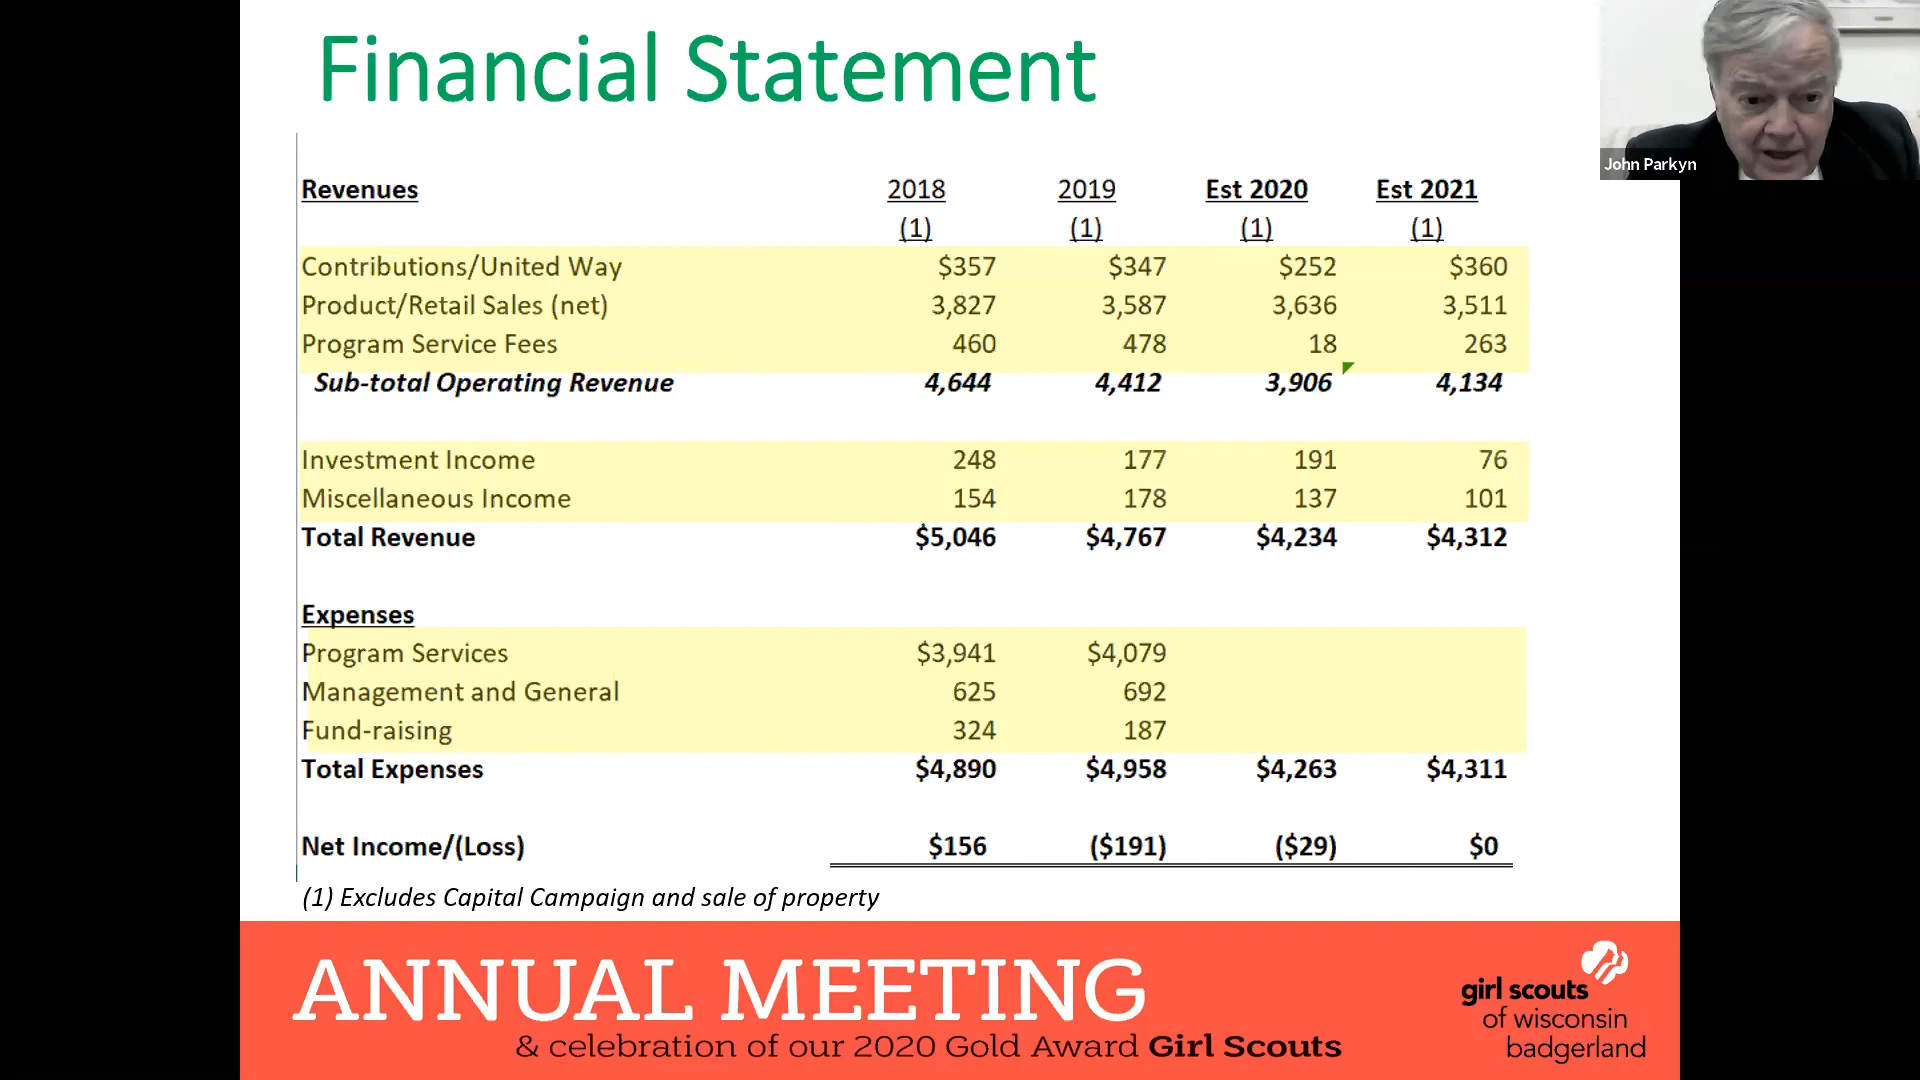 Financial Statement
John Parkyn
Revenues 2018 2019 Est 2020 Est 2021
(1) (1) (1) (1)
Contributions/United Way $357 $347 $252 $360
Product/Retail Sales (net) 3,827 3,587 3,636 3,511
Program Service Fees 460 478 18 263
Sub-total Operating Revenue 4,644 4,412 3,906 4,134
Investment Income 248 177 191 76
Miscellaneous Income 154 178 137 101
Total Revenue $5,046 $4,767 $4,234 $4,312
Expenses
Program Services $3,941 $4,079
Management and General 625 692
Fund-raising 324 187
Total Expenses $4,890 $4,958 $4,263 $4,311
Net Income/(Loss) $156 ($191) ($29) $0
(1) Excludes Capital Campaign and sale of property
ANNUAL MEETING
& celebration of our 2020 Gold Award Girl Scouts
girl scouts
of wisconsin
badgerland